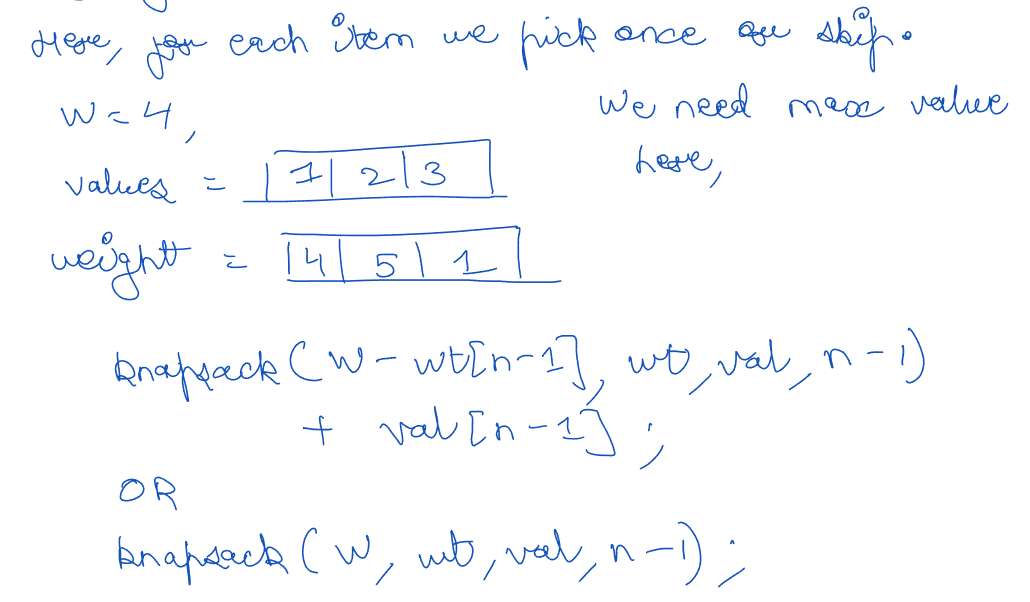 Here, for each item we pick once or skip.
W = 4,
We need max value
here,
values = 1 2 3
weight = 4 5 1
knapsack (W - wt[n-1], wt, val, n-1)
+ val[n-1];
OR
knapsack (W, wt, val, n-1);